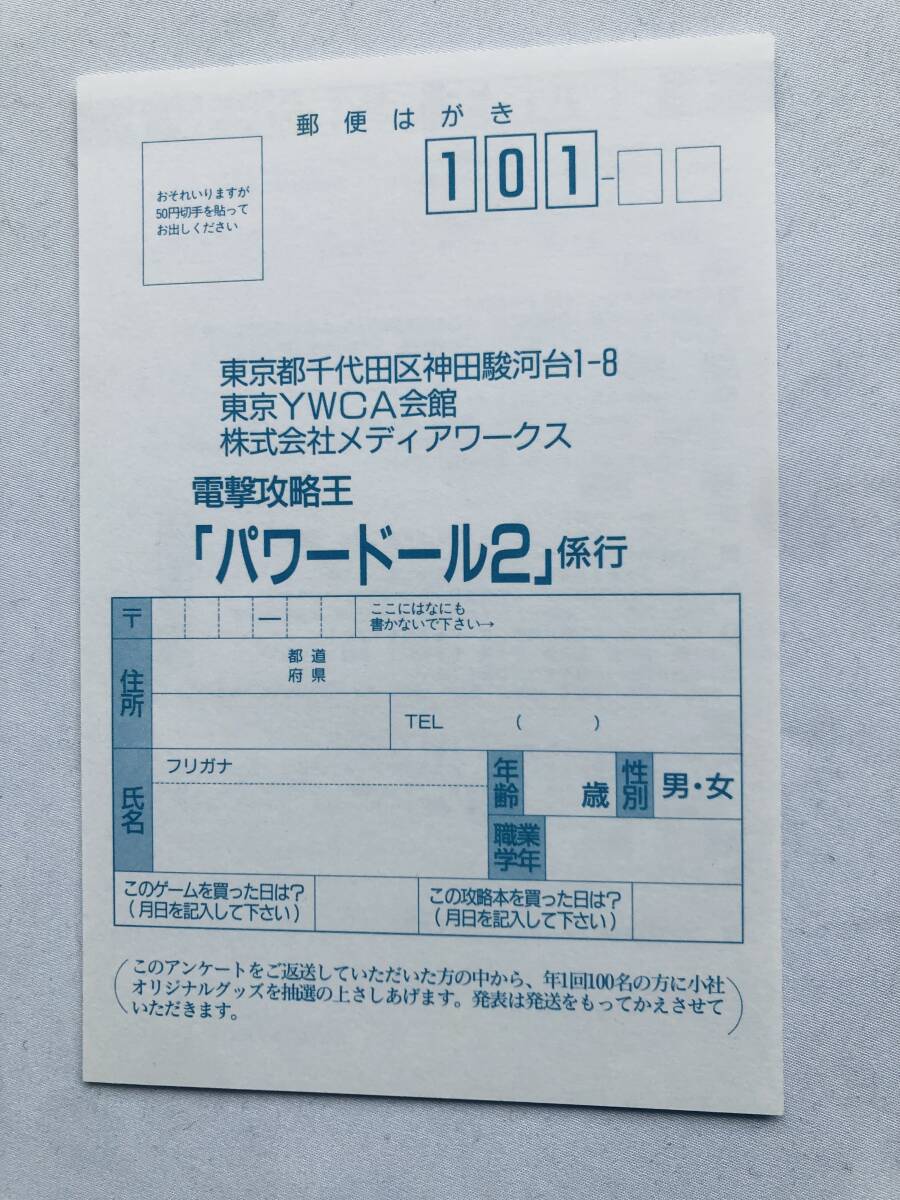 郵便はがき
おそれいりますが
50円切手を貼って
お出しください
101-
東京都千代田区神田駿河台1-8
東京YWCA会館
株式会社メディアワークス
電撃攻略王
「パワードール2」係行
〒 ー ここにはなにも
書かないで下さい→
住所 都道
府県
TEL ( )
氏名 フリガナ
年齢 歳 性別 男・女
職業
学年
このゲームを買った日は?
(月日を記入して下さい)
この攻略本を買った日は?
(月日を記入して下さい)
(このアンケートをご返送していただいた方の中から、年1回100名の方に小社
オリジナルグッズを抽選の上さしあげます。発表は発送をもってかえさせて
いただきます。)